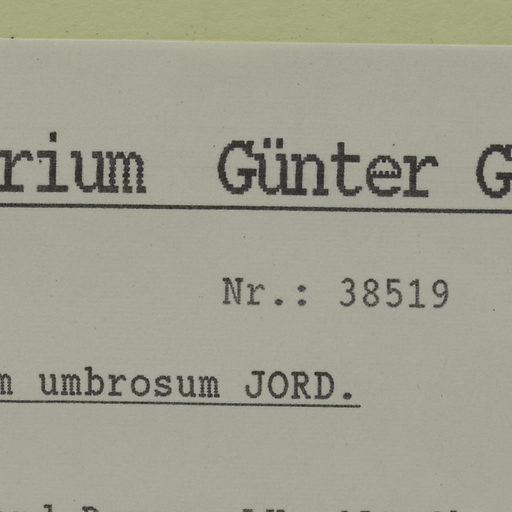 rium Günter G
Nr.: 38519
m umbrosum JORD.